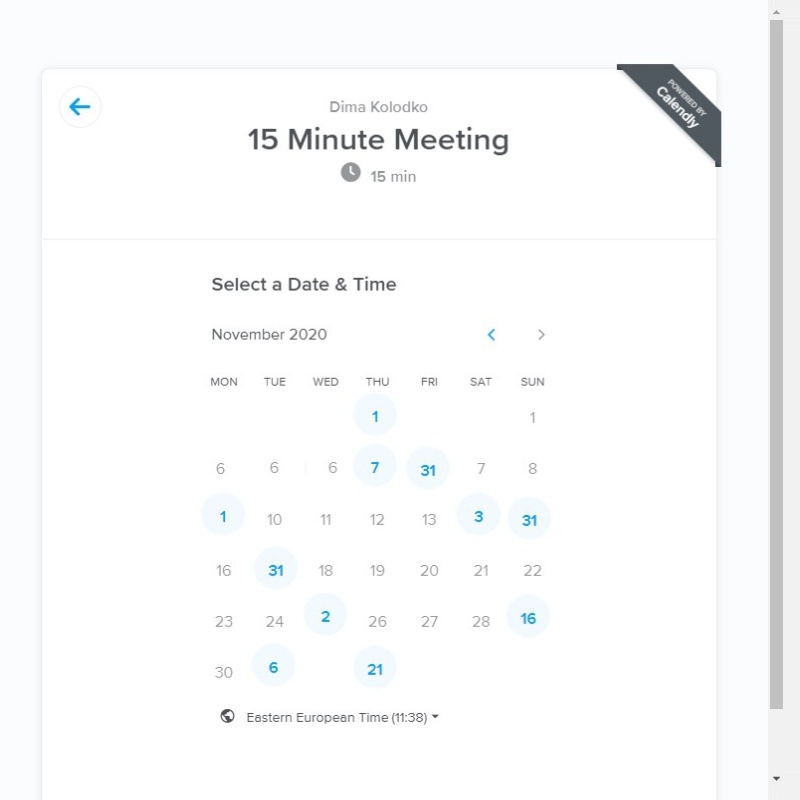 Dima Kolodko
POWERED BY
Calendly
15 Minute Meeting
15 min
Select a Date & Time
November 2020
MON TUE WED THU FRI SAT SUN
1 1
6 6 6 7 31 7 8
1 10 11 12 13 3 31
16 31 18 19 20 21 22
23 24 2 26 27 28 16
30 6 21
Eastern European Time (11:38)